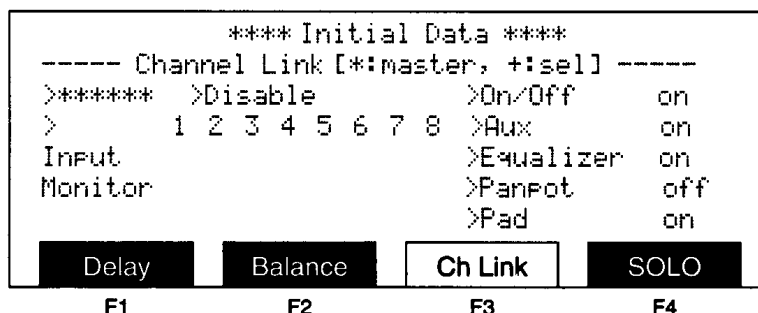 **** Initial Data ****
----- Channel Link [*:master, +:sel] -----
>****** >Disable >On/Off on
> 1 2 3 4 5 6 7 8 >Aux on
Input >Equalizer on
Monitor >Panpot off
>Pad on
Delay Balance Ch Link SOLO
F1 F2 F3 F4